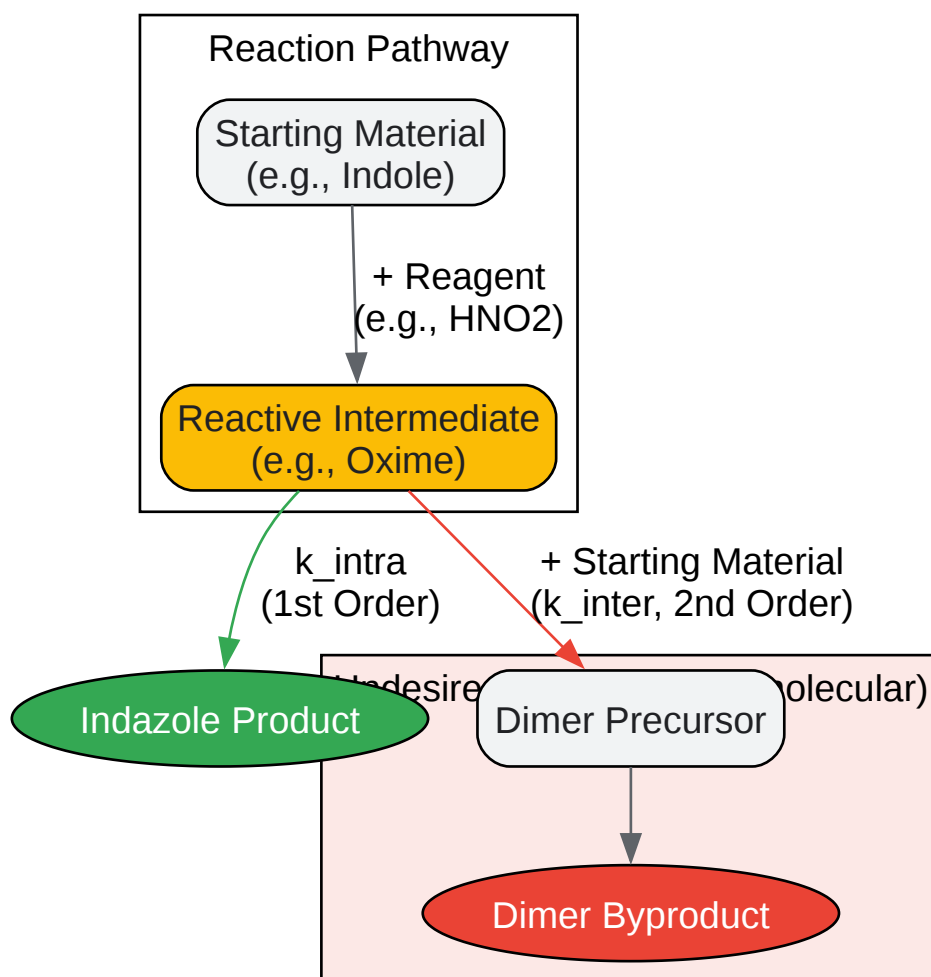 Reaction Pathway
Starting Material
(e.g., Indole)
+ Reagent
(e.g., HNO2)
Reactive Intermediate
(e.g., Oxime)
k_intra
(1st Order)
+ Starting Material
(k_inter, 2nd Order)
Indazole Product
Dimer Precursor
Dimer Byproduct